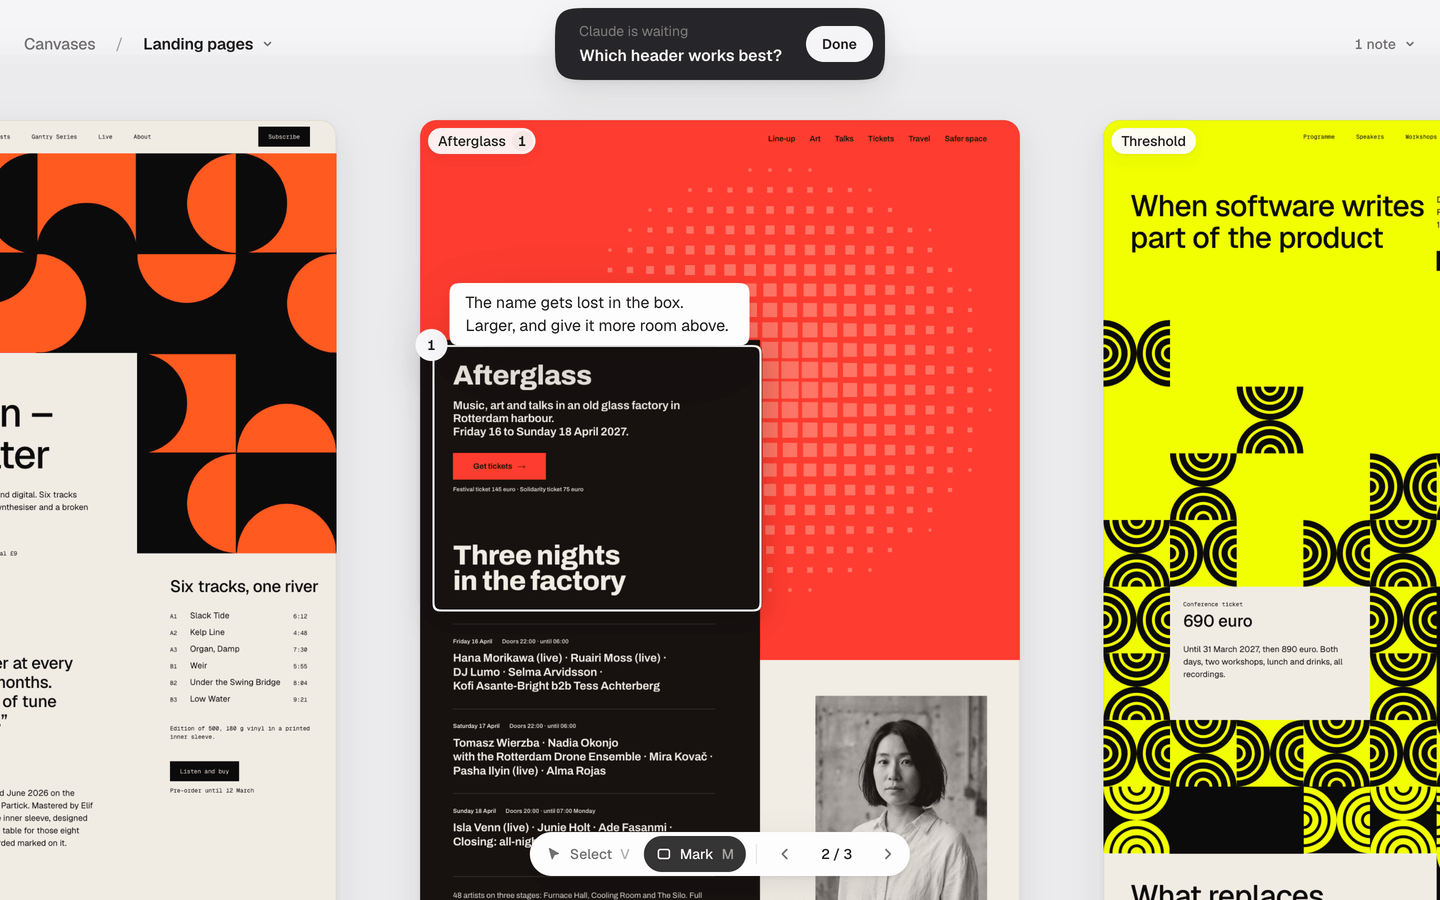 Canvases / Landing pages
Claude is waiting
Which header works best?
Done
1 note
Gantry Series
Live
About
Subscribe
Six tracks, one river
A1 Slack Tide 6:12
A2 Kelp Line 4:48
A3 Organ, Damp 7:30
B1 Weir 5:55
B2 Under the Swing Bridge 8:04
B3 Low Water 9:21
Edition of 500, 180 g vinyl in a printed
inner sleeve.
Listen and buy
Pre-order until 12 March
nd digital. Six tracks
nthesiser and a broken
al £9
er at every
months.
of tune
”
d June 2026 on the
Partick. Mastered by Elif
inner sleeve, designed
table for those eight
rded marked on it.
Afterglass 1
Line-up
Art
Talks
Tickets
Travel
Safer space
The name gets lost in the box.
Larger, and give it more room above.
1
Afterglass
Music, art and talks in an old glass factory in
Rotterdam harbour.
Friday 16 to Sunday 18 April 2027.
Get tickets →
Festival ticket 145 euro · Solidarity ticket 75 euro
Three nights
in the factory
Friday 16 April Doors 22:00 · until 06:00
Hana Morikawa (live) · Ruairi Moss (live) ·
DJ Lumo · Selma Arvidsson ·
Kofi Asante-Bright b2b Tess Achterberg
Saturday 17 April Doors 22:00 · until 06:00
Tomasz Wierzba · Nadia Okonjo
with the Rotterdam Drone Ensemble · Mira Kovač ·
Pasha Ilyin (live) · Alma Rojas
Sunday 18 April Doors 20:00 · until 07:00 Monday
Isla Venn (live) · Junie Holt · Ade Fasanmi ·
Closing: all-nigh
48 artists on three stages: Furnace Hall, Cooling Room and The Silo. Full
Select V
Mark M
2 / 3
Threshold
Programme
Speakers
Workshops
When software writes
part of the product
Conference ticket
690 euro
Until 31 March 2027, then 890 euro. Both
days, two workshops, lunch and drinks, all
recordings.
What replaces